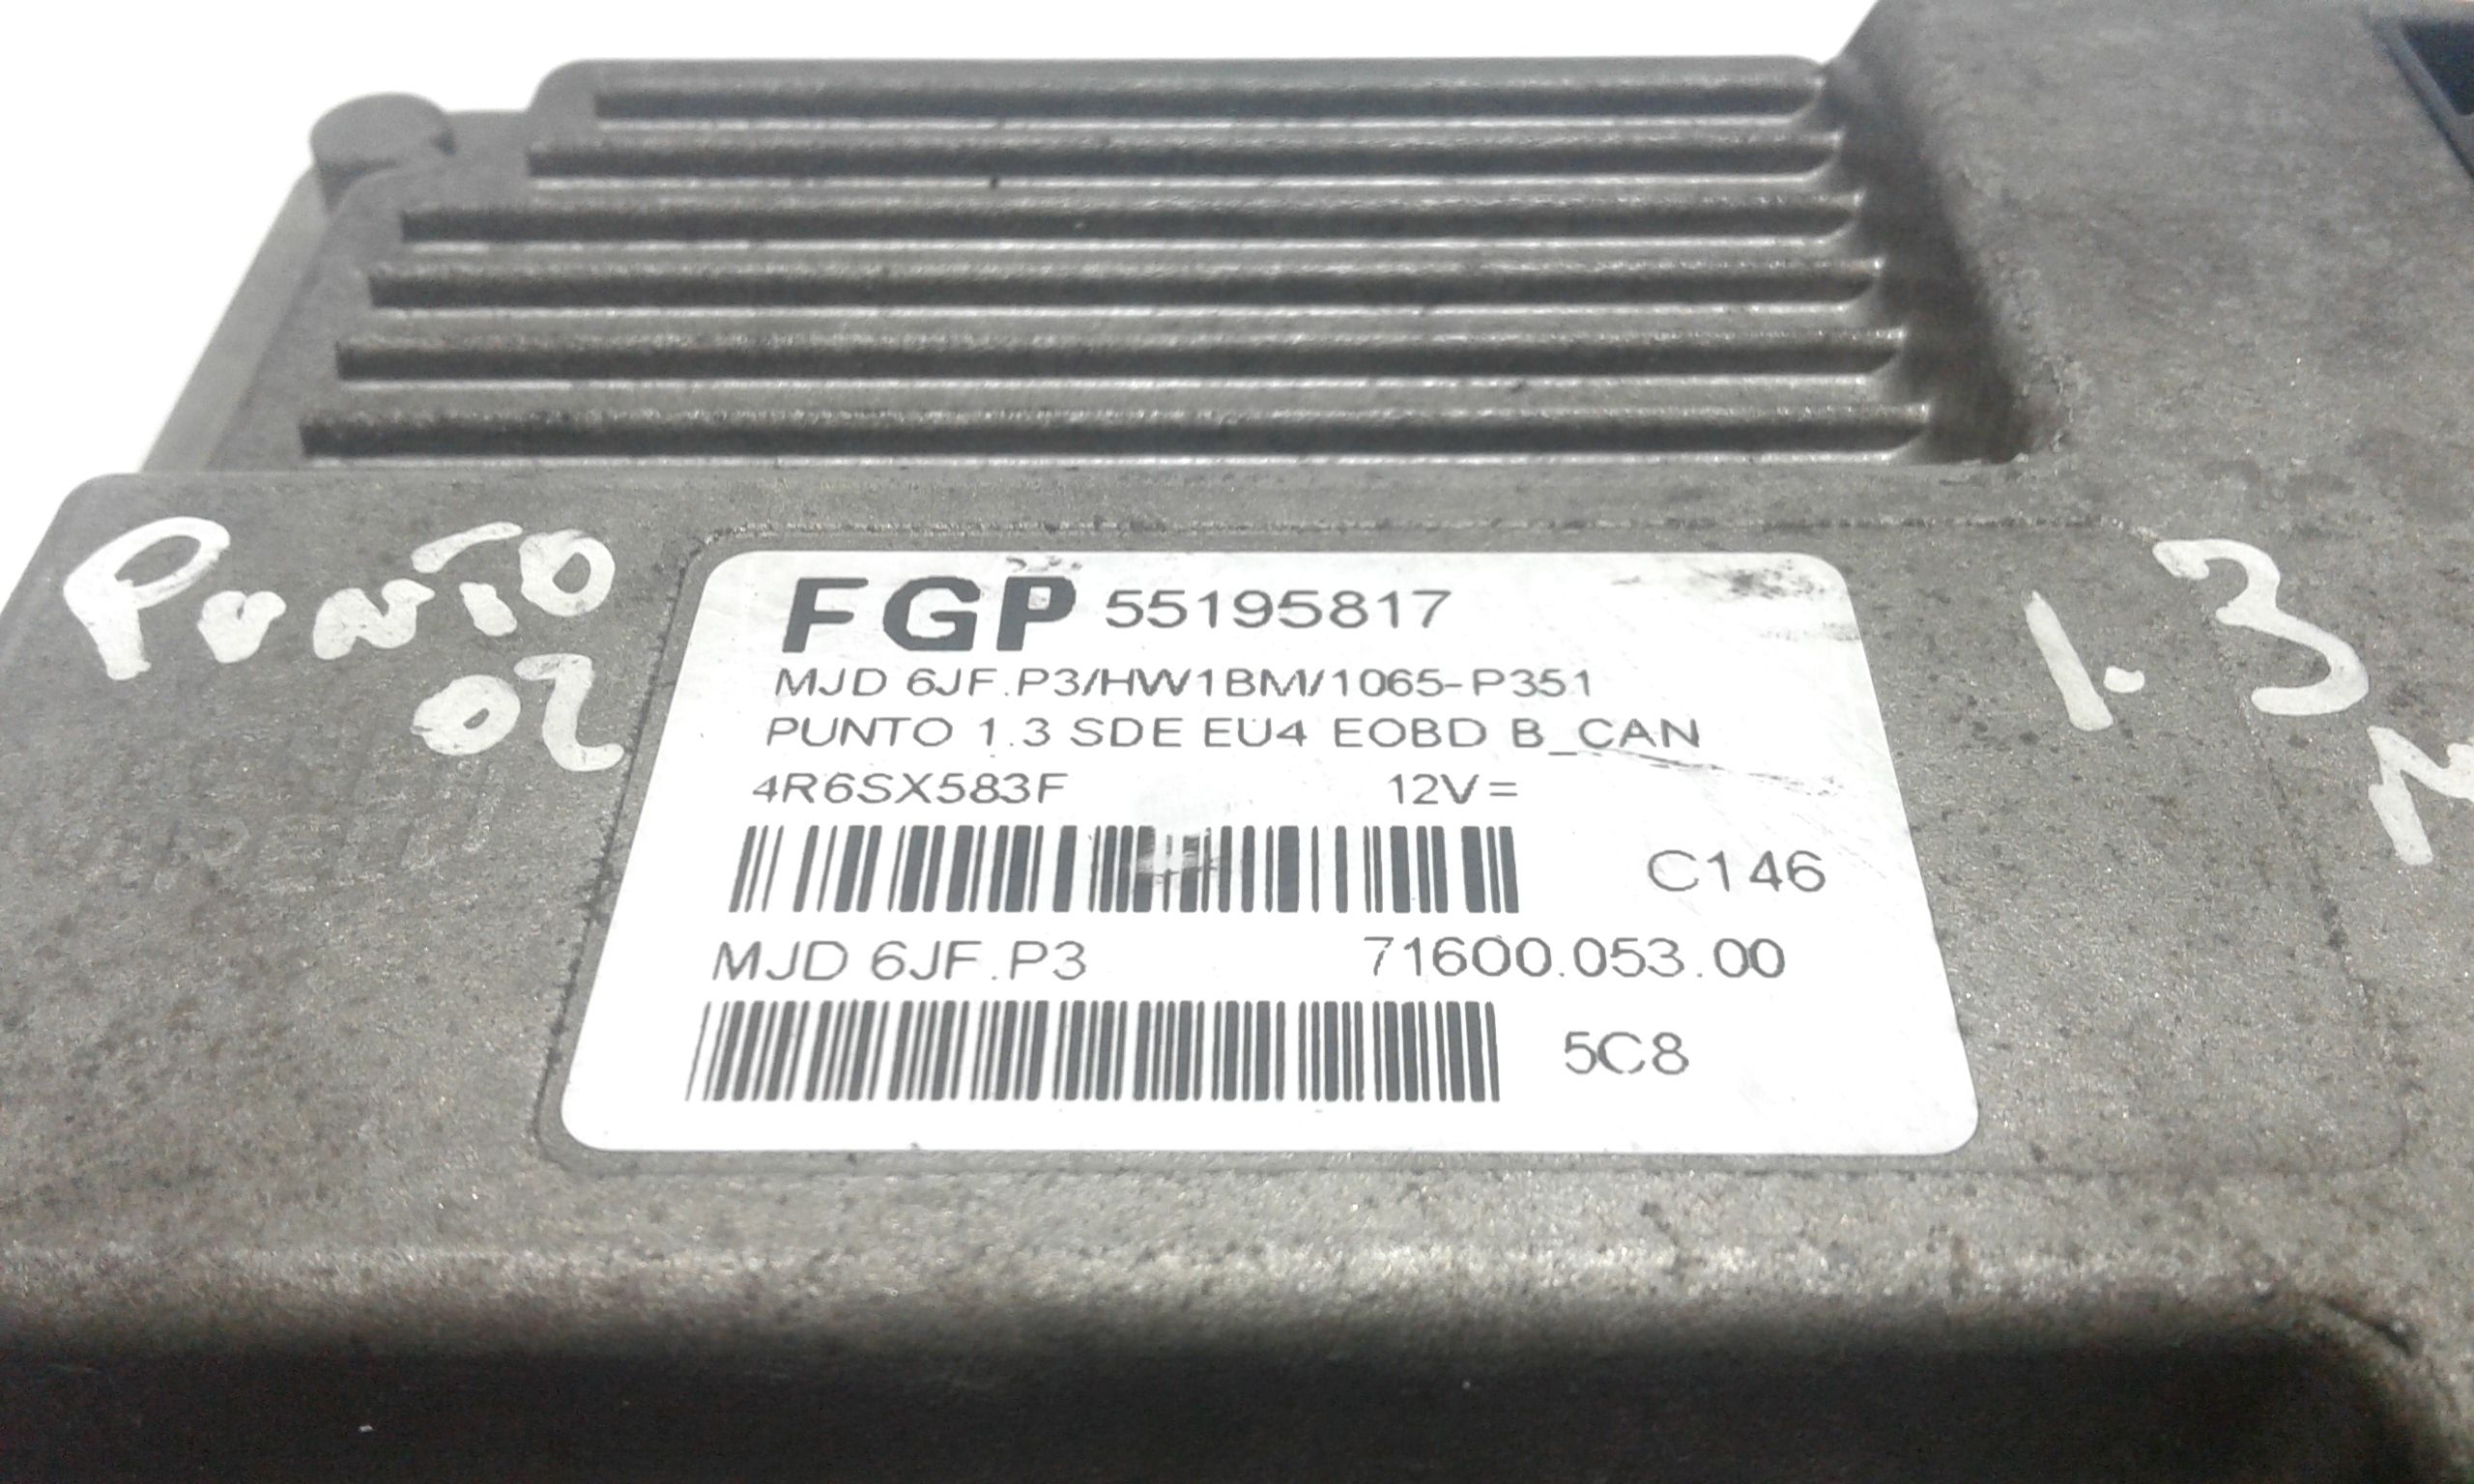 Punto
02
1.3
FGP 55195817
MJD 6JF.P3/HW1BM/1065-P351
PUNTO 1.3 SDE EU4 EOBD B_CAN
4R6SX583F 12V=
C146
MJD 6JF.P3 71600.053.00
5C8